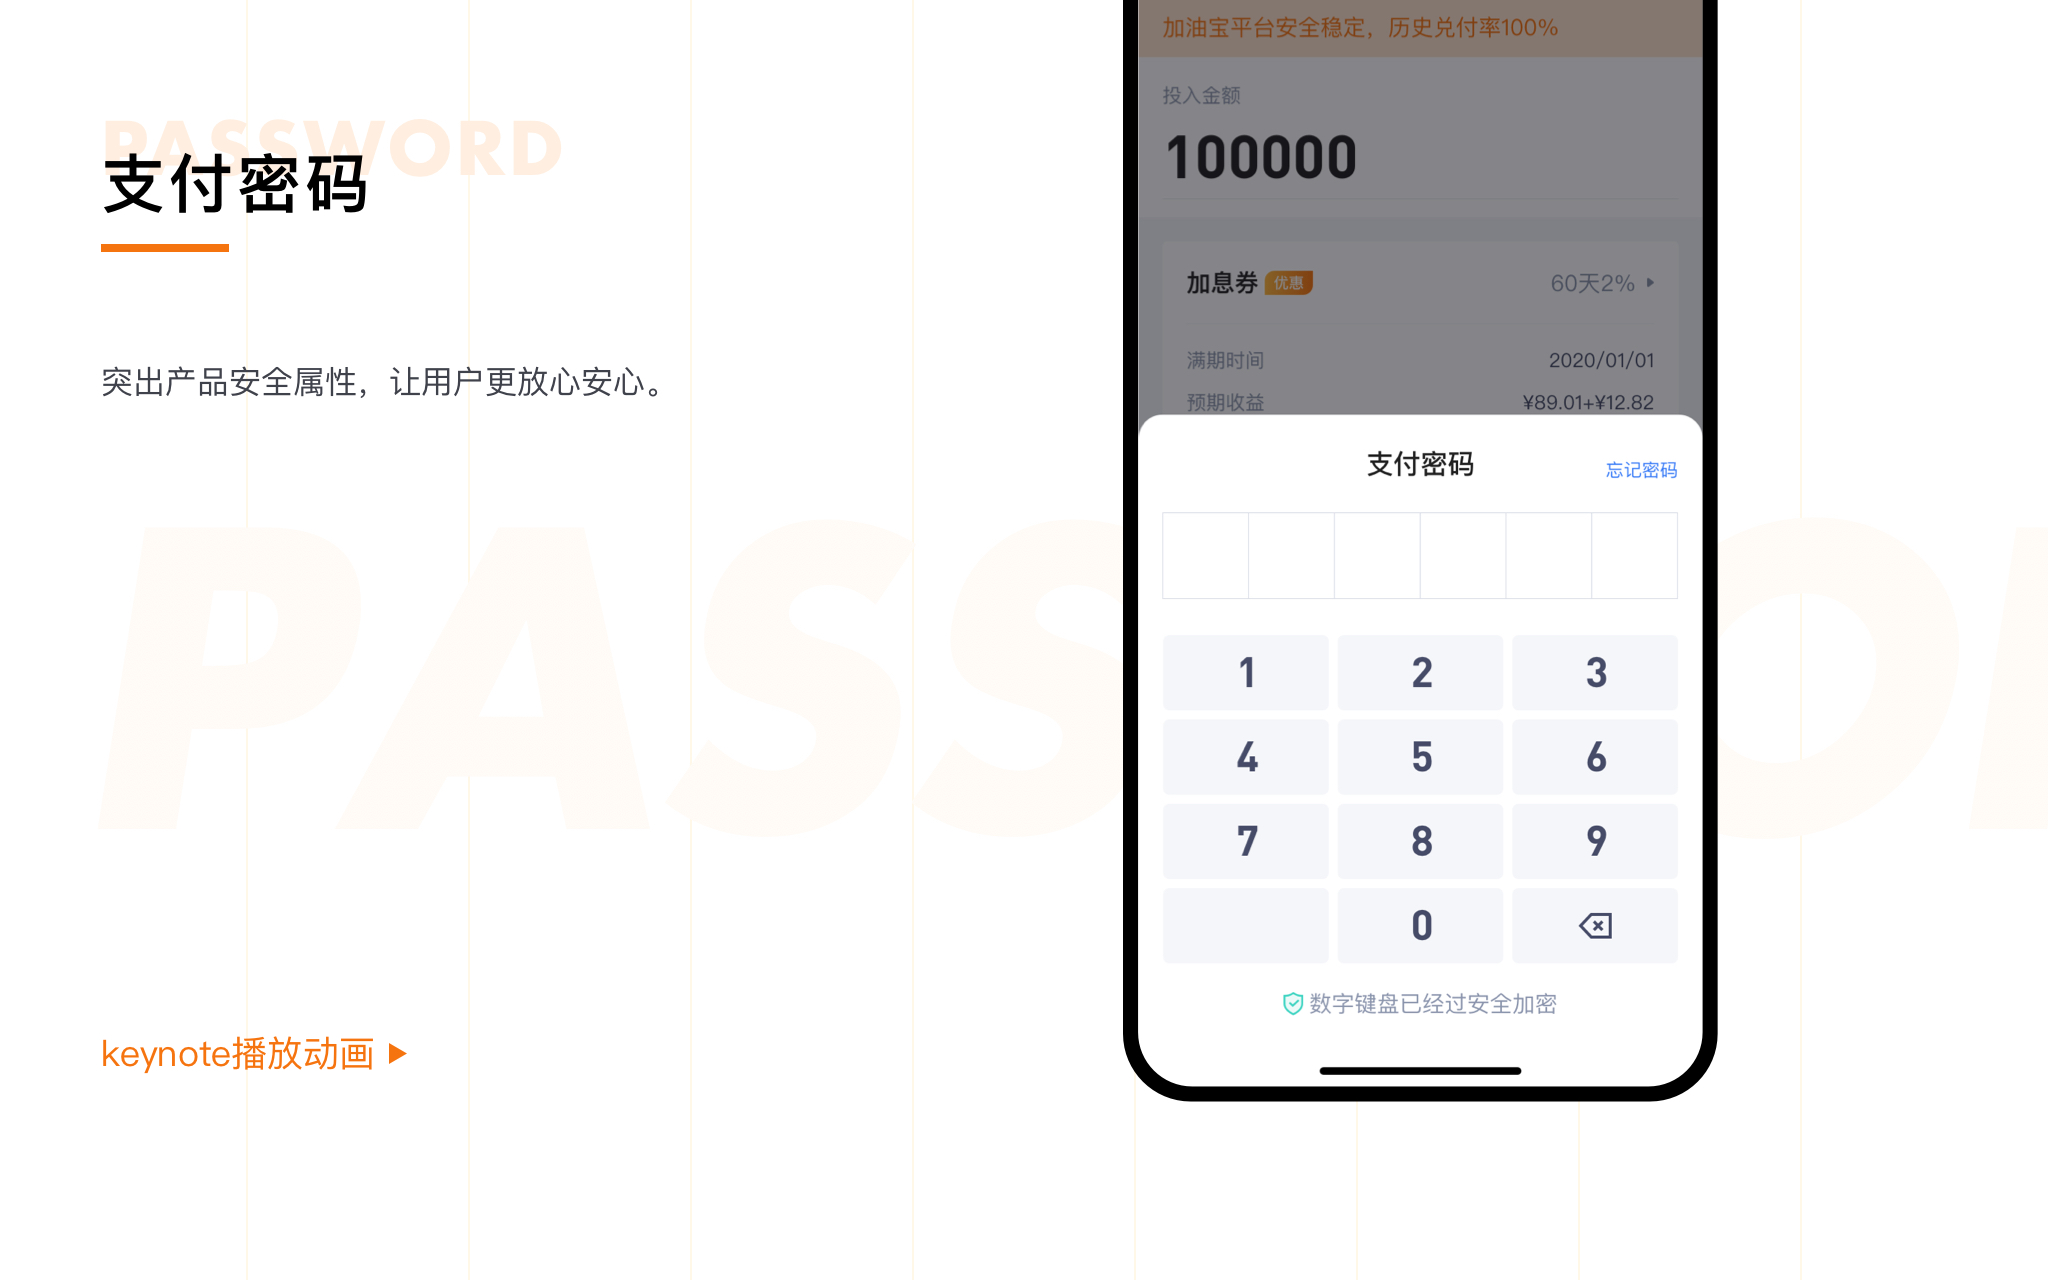 PASSWORD
支付密码
突出产品安全属性，让用户更放心安心。
keynote播放动画
加油宝平台安全稳定，历史兑付率100%
投入金额
100000
加息券 优惠 60天2%
满期时间 2020/01/01
预期收益 ¥89.01+¥12.82
支付密码 忘记密码
1 2 3
4 5 6
7 8 9
0
数字键盘已经过安全加密
PASS O